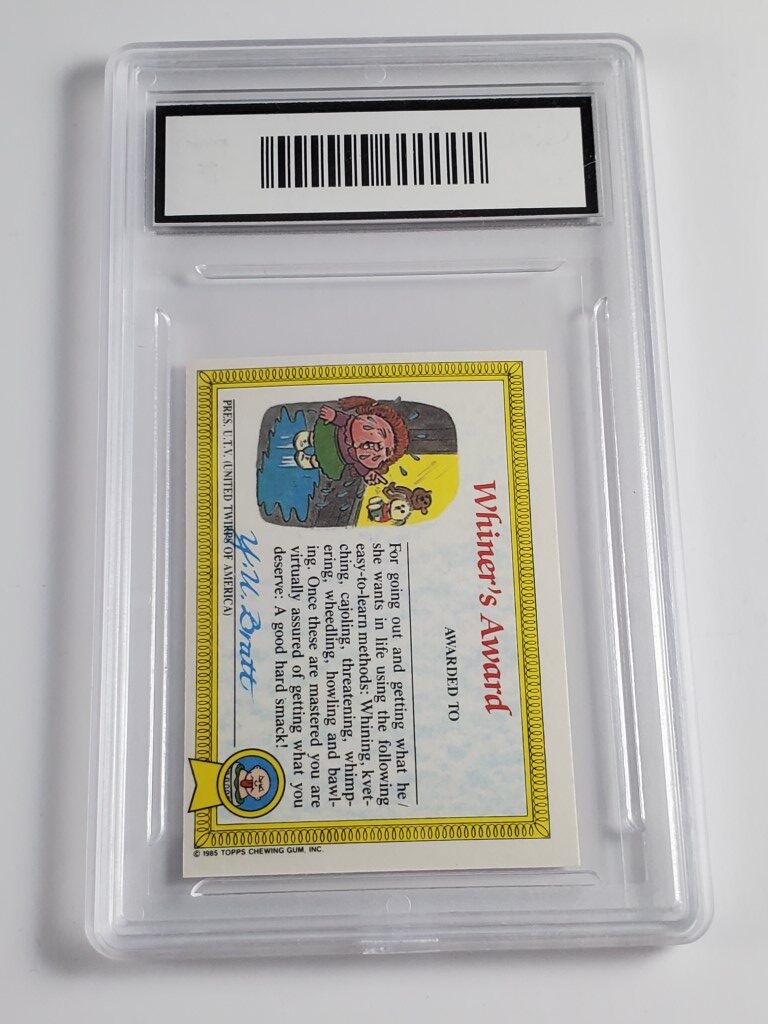 Whiner's Award
AWARDED TO
For going out and getting what he/
she wants in life using the following
easy-to-learn methods: Whining, kvet-
ching, cajoling, threatening, whimp-
ering, wheedling, howling and bawl-
ing. Once these are mastered you are
virtually assured of getting what you
deserve: A good hard smack!
Y. U. Bratt
PRES. U.T.V. (UNITED TWIRPS OF AMERICA)
© 1985 TOPPS CHEWING GUM, INC.